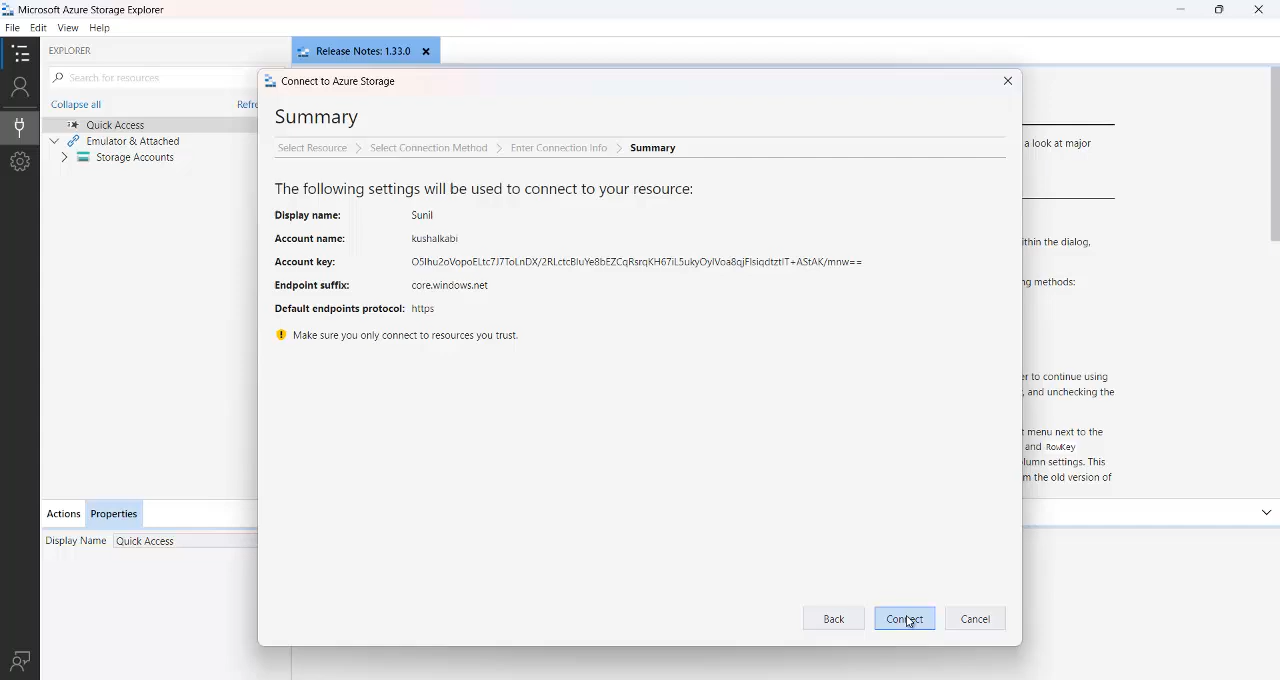 Microsoft Azure Storage Explorer
File Edit View Help
EXPLORER
Release Notes: 1.33.0
Search for resources
Collapse all
Quick Access
Emulator & Attached
Storage Accounts
Connect to Azure Storage
Summary
Select Resource > Select Connection Method > Enter Connection Info > Summary
The following settings will be used to connect to your resource:
Display name: Sunil
Account name: kushalkabi
Account key:
Endpoint suffix: core.windows.net
Default endpoints protocol: https
Make sure you only connect to resources you trust.
Back Connect Cancel
a look at major
ithin the dialog,
ng methods:
er to continue using
, and unchecking the
t menu next to the
and RowKey
lumn settings. This
m the old version of
Actions Properties
Display Name Quick Access